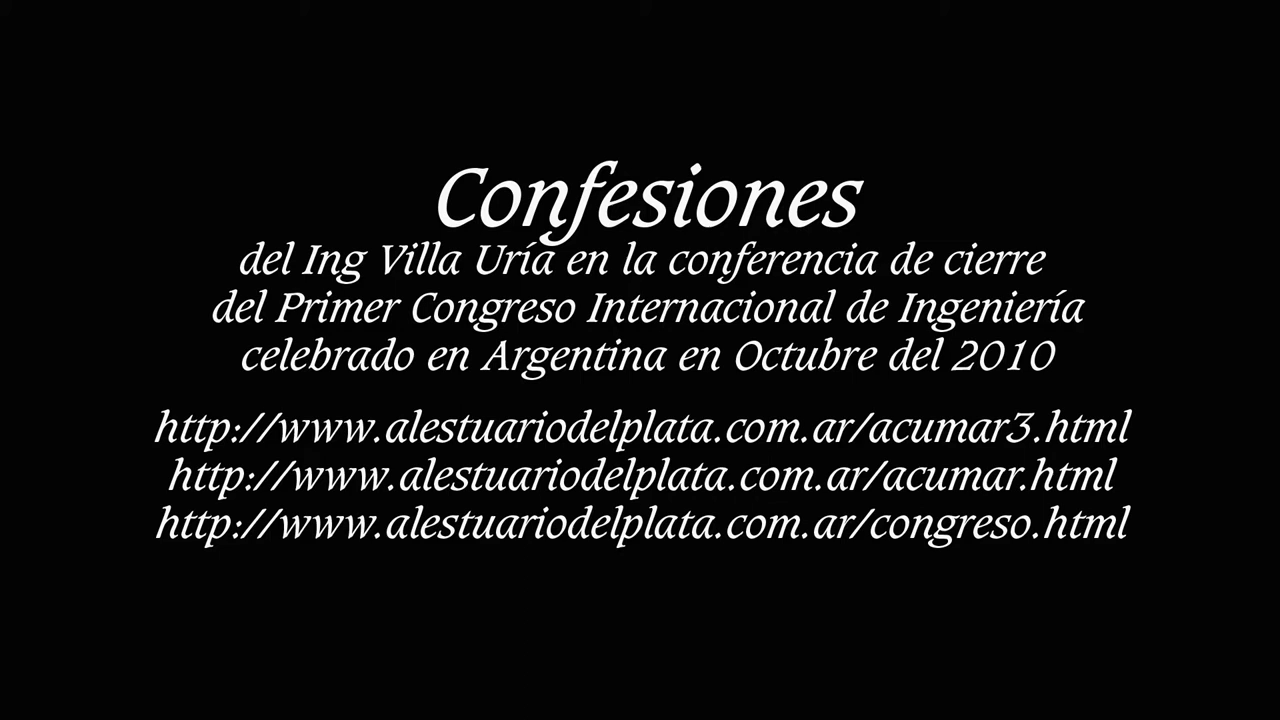 Confesiones
del Ing Villa Uría en la conferencia de cierre
del Primer Congreso Internacional de Ingeniería
celebrado en Argentina en Octubre del 2010
http://www.alestuariodelplata.com.ar/acumar3.html
http://www.alestuariodelplata.com.ar/acumar.html
http://www.alestuariodelplata.com.ar/congreso.html